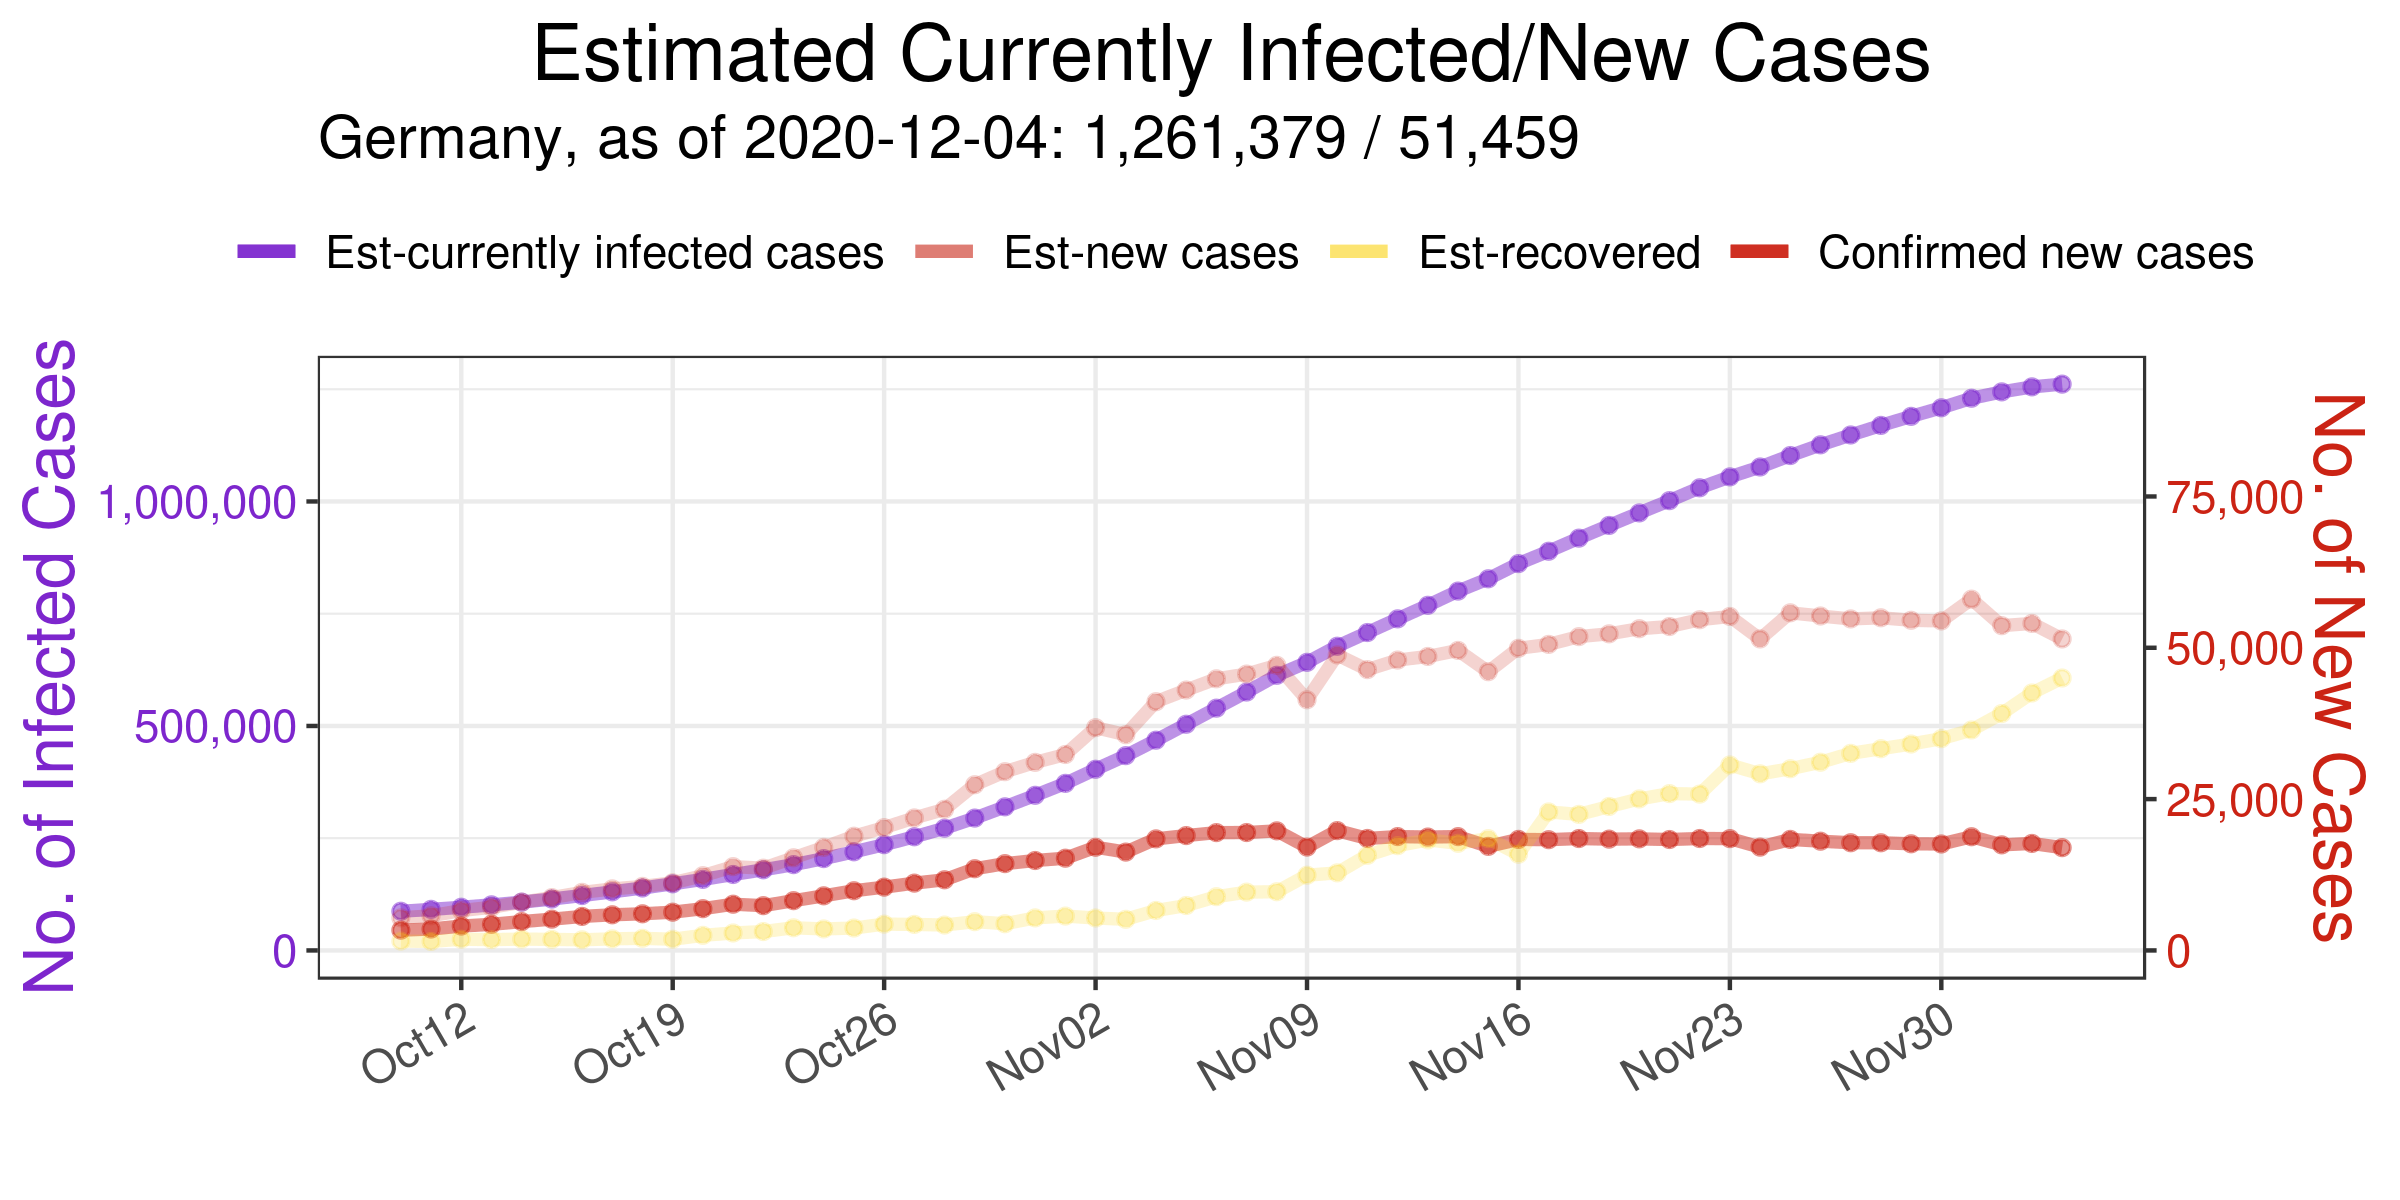 Estimated Currently Infected/New Cases
Germany, as of 2020-12-04: 1,261,379 / 51,459
Est-currently infected cases Est-new cases Est-recovered Confirmed new cases
No. of Infected Cases
1,000,000
500,000
0
75,000
50,000
25,000
0
No. of New Cases
Oct12 Oct19 Oct26 Nov02 Nov09 Nov16 Nov23 Nov30